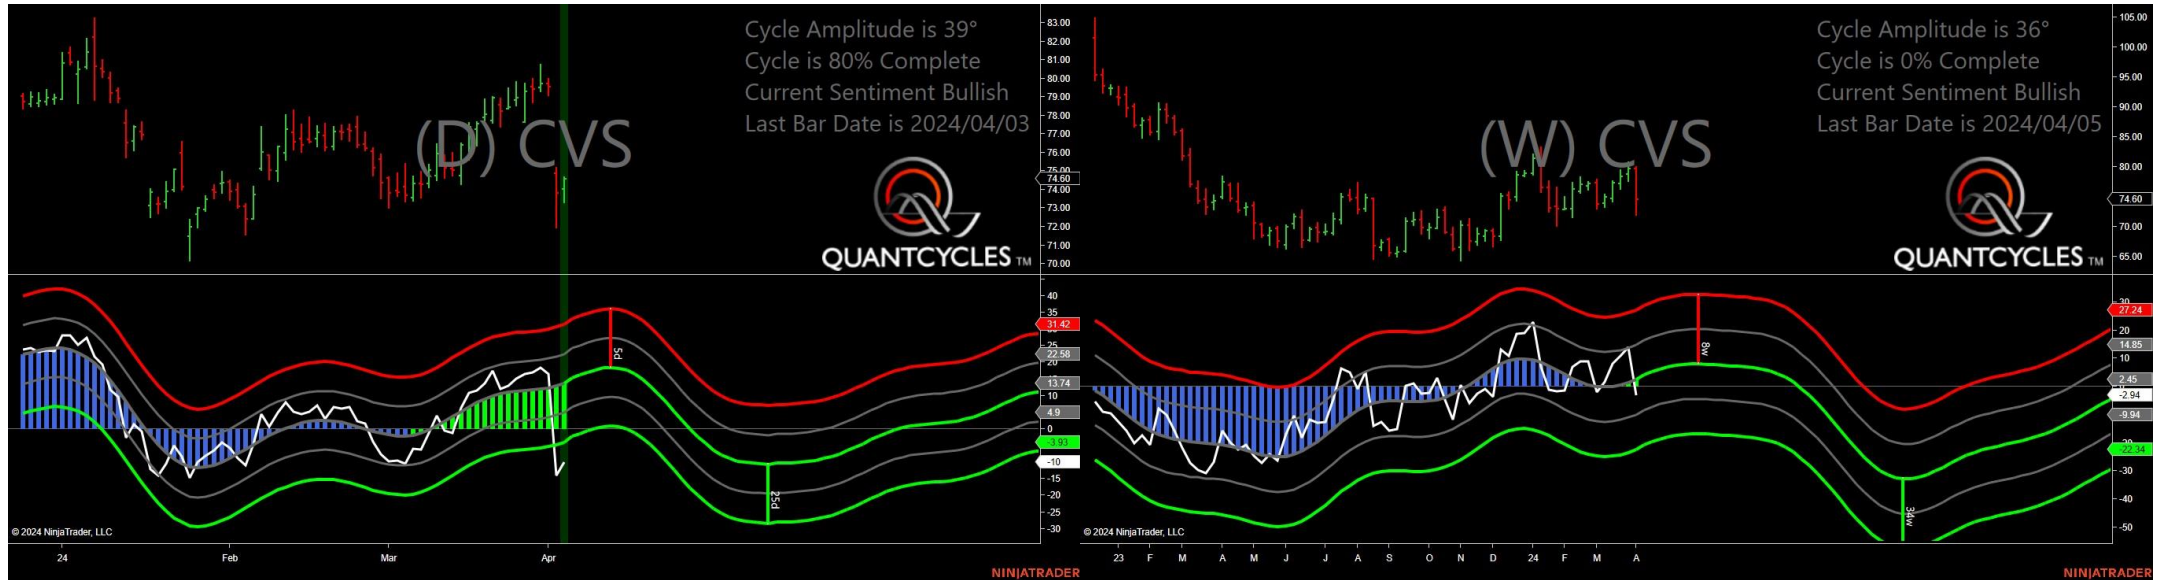 Cycle Amplitude is 39°
Cycle is 80% Complete
Current Sentiment Bullish
Last Bar Date is 2024/04/03
(D) CVS
QUANTCYCLES TM
83.00
82.00
81.00
80.00
79.00
78.00
77.00
76.00
75.00
74.60
74.00
73.00
72.00
71.00
70.00
40
35
31.42
25
22.58
20
13.74
10
4.9
0
-3.93
-10
-15
-20
-25
-30
5d
25d
© 2024 NinjaTrader, LLC
24 Feb Mar Apr
NINJATRADER
Cycle Amplitude is 36°
Cycle is 0% Complete
Current Sentiment Bullish
Last Bar Date is 2024/04/05
(W) CVS
QUANTCYCLES TM
105.00
100.00
95.00
90.00
85.00
80.00
74.60
70.00
65.00
30
27.24
20
14.85
10
2.45
-2.94
-9.94
-20
-22.34
-30
-40
-50
8w
34w
© 2024 NinjaTrader, LLC
23 F M A M J J A S O N D 24 F M A
NINJATRADER